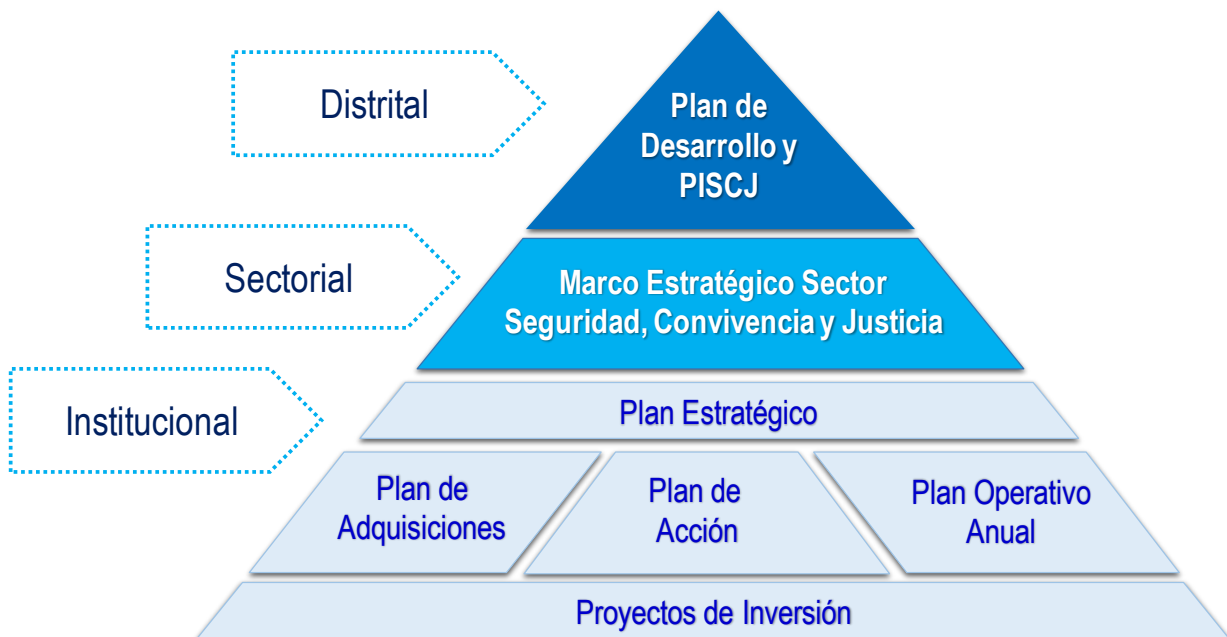 Distrital
Plan de
Desarrollo y
PISCJ
Sectorial
Marco Estratégico Sector
Seguridad, Convivencia y Justicia
Institucional
Plan Estratégico
Plan de
Adquisiciones
Plan de
Acción
Plan Operativo
Anual
Proyectos de Inversión